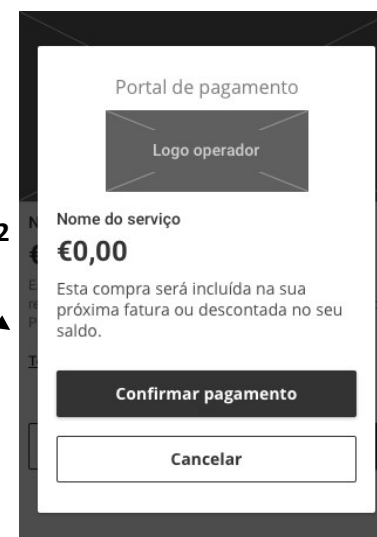 Portal de pagamento
Logo operador
2
Nome do serviço
€0,00
Esta compra será incluída na sua
próxima fatura ou descontada no seu
saldo.
Confirmar pagamento
Cancelar